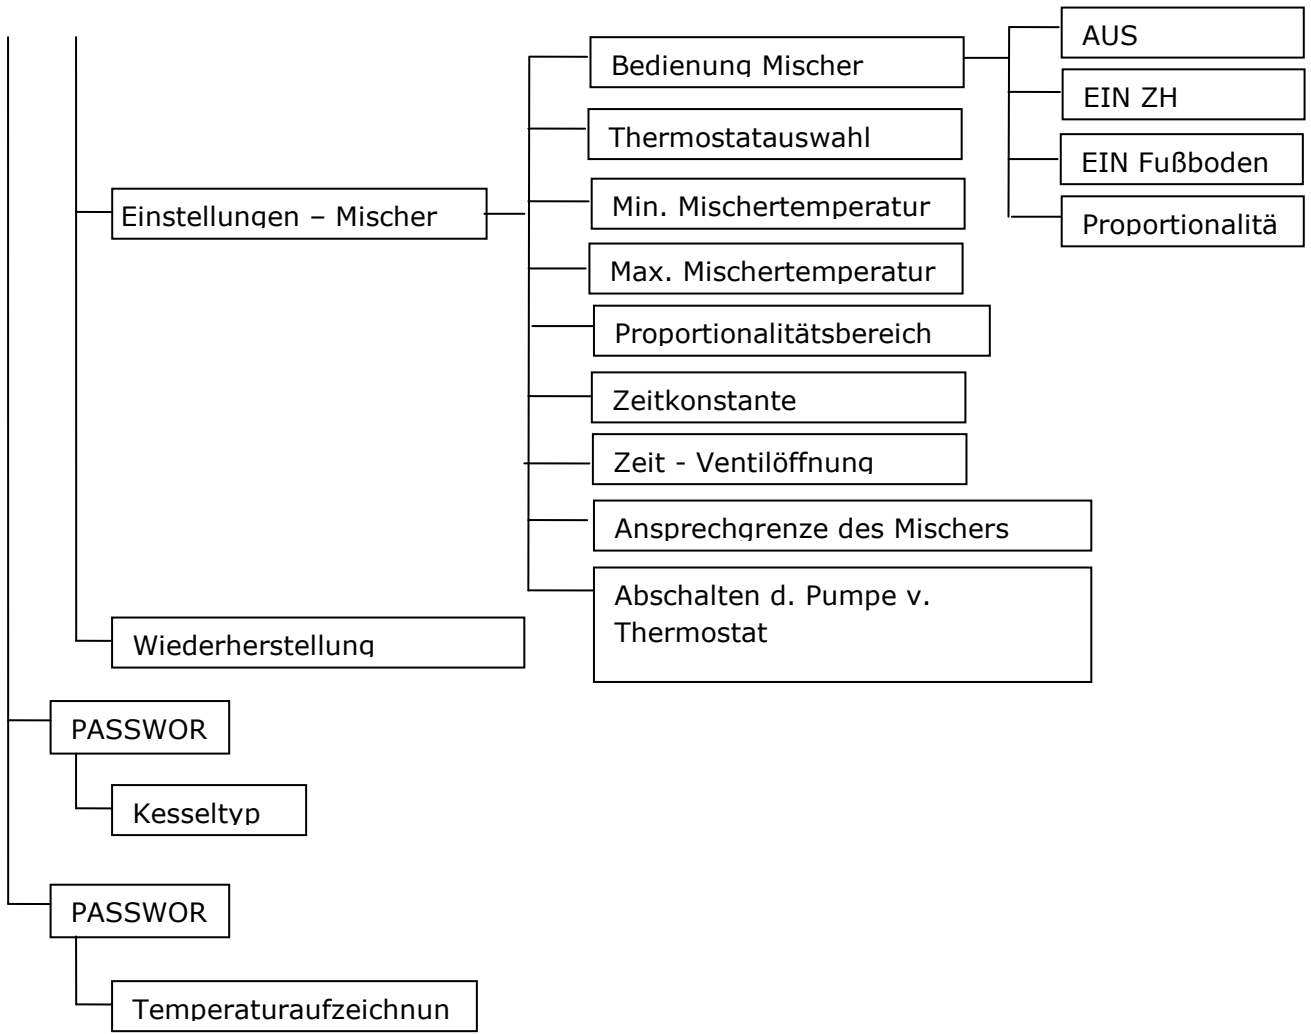 AUS
Bedienung Mischer
EIN ZH
Thermostatauswahl
EIN Fußboden
Min. Mischertemperatur
Einstellungen – Mischer
Proportionalitä
Max. Mischertemperatur
Proportionalitätsbereich
Zeitkonstante
Zeit - Ventilöffnung
Ansprechgrenze des Mischers
Abschalten d. Pumpe v.
Thermostat
Wiederherstellung
PASSWOR
Kesseltyp
PASSWOR
Temperaturaufzeichnun